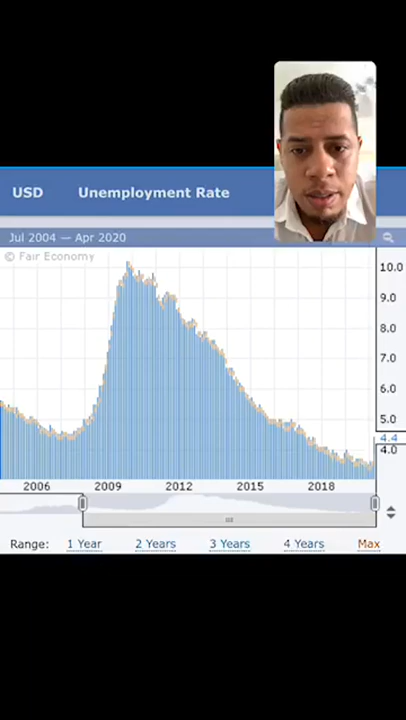 USD Unemployment Rate
Jul 2004 — Apr 2020
© Fair Economy
10.0
9.0
8.0
7.0
6.0
5.0
4.4
4.0
2006 2009 2012 2015 2018
Range: 1 Year 2 Years 3 Years 4 Years Max